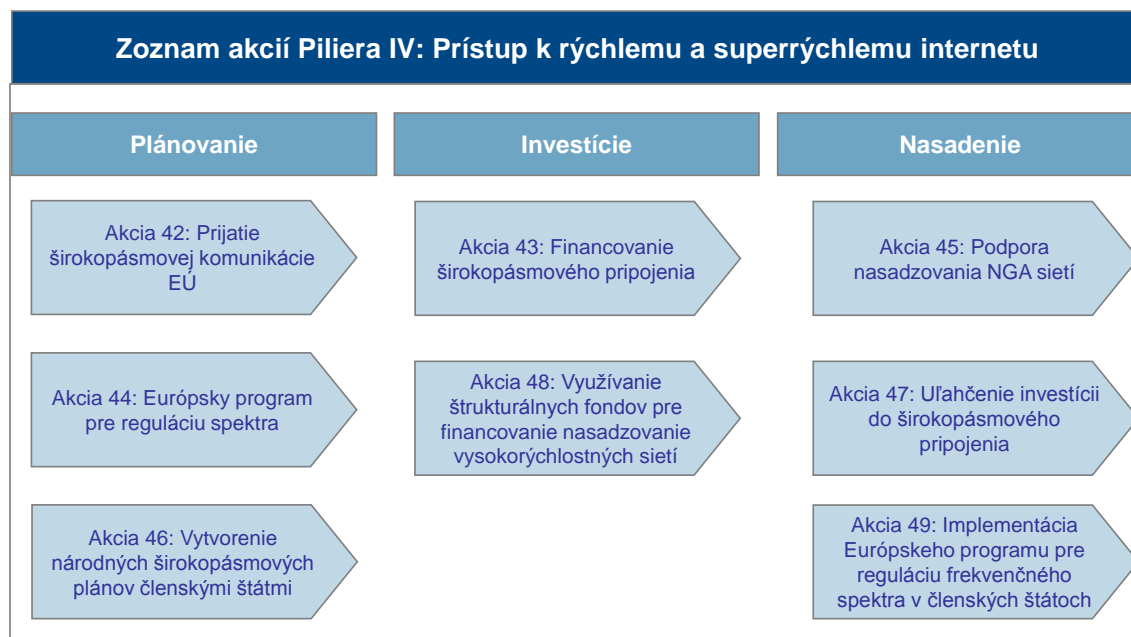 Zoznam akcií Piliera IV: Prístup k rýchlemu a superrýchlemu internetu
Plánovanie
Akcia 42: Prijatie
širokopásmovej komunikácie
EÚ
Akcia 44: Európsky program
pre reguláciu spektra
Akcia 46: Vytvorenie
národných širokopásmových
plánov členskými štátmi
Investície
Akcia 43: Financovanie
širokopásmového pripojenia
Akcia 48: Využívanie
štrukturálnych fondov pre
financovanie nasadzovanie
vysokorýchlostných sietí
Nasadenie
Akcia 45: Podpora
nasadzovania NGA sietí
Akcia 47: Uľahčenie investícii
do širokopásmového
pripojenia
Akcia 49: Implementácia
Európskeho programu pre
reguláciu frekvenčného
spektra v členských štátoch